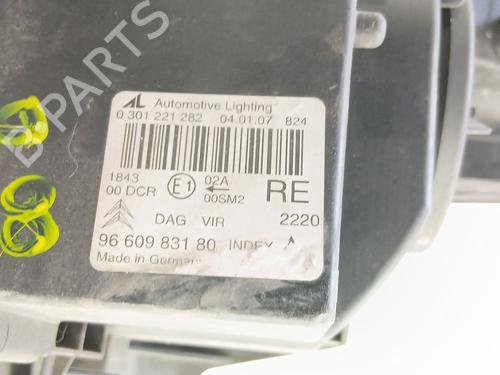 AL Automotive Lighting
0 301 221 282 04.01.07 824
1843
00 DCR
E1
02A
00SM2
RE
DAG VIR 2220
96 609 831 80 INDEX A
Made in Germany
B-PARTS